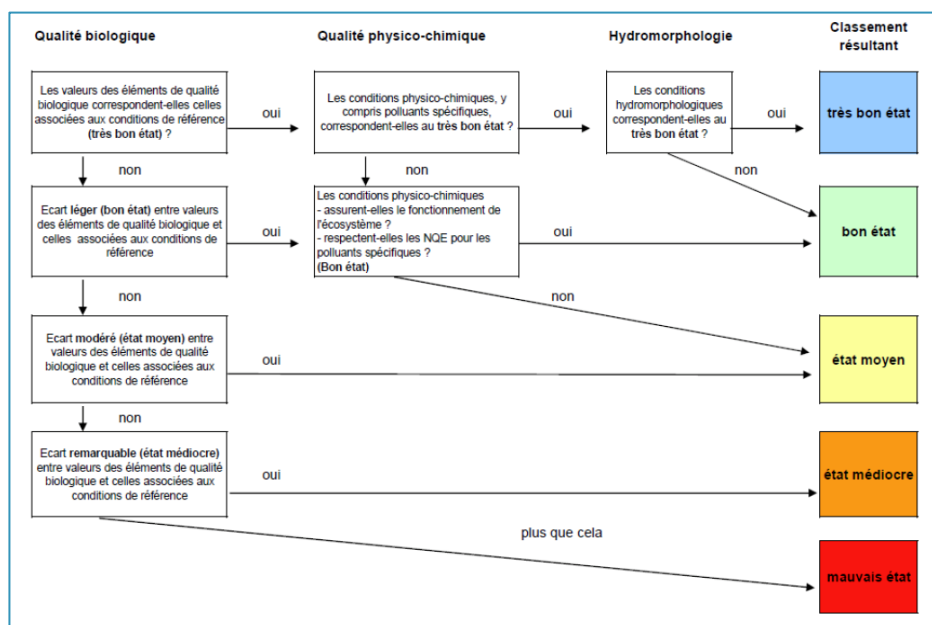 Qualité biologique
Qualité physico-chimique
Hydromorphologie
Classement
résultant
Les valeurs des éléments de qualité
biologique correspondent-elles celles
associées aux conditions de référence
(très bon état) ?
oui
Les conditions physico-chimiques, y
compris polluants spécifiques,
correspondent-elles au très bon état ?
oui
Les conditions
hydromorphologiques
correspondent-elles au
très bon état ?
oui
très bon état
non
non
non
Ecart léger (bon état) entre valeurs
des éléments de qualité biologique et
celles associées aux conditions de
référence
oui
Les conditions physico-chimiques
- assurent-elles le fonctionnement de
l'écosystème ?
- respectent-elles les NQE pour les
polluants spécifiques ?
(Bon état)
oui
bon état
non
non
Ecart modéré (état moyen) entre
valeurs des éléments de qualité
biologique et celles associées aux
conditions de référence
oui
état moyen
non
Ecart remarquable (état médiocre)
entre valeurs des éléments de qualité
biologique et celles associées aux
conditions de référence
oui
état médiocre
plus que cela
mauvais état